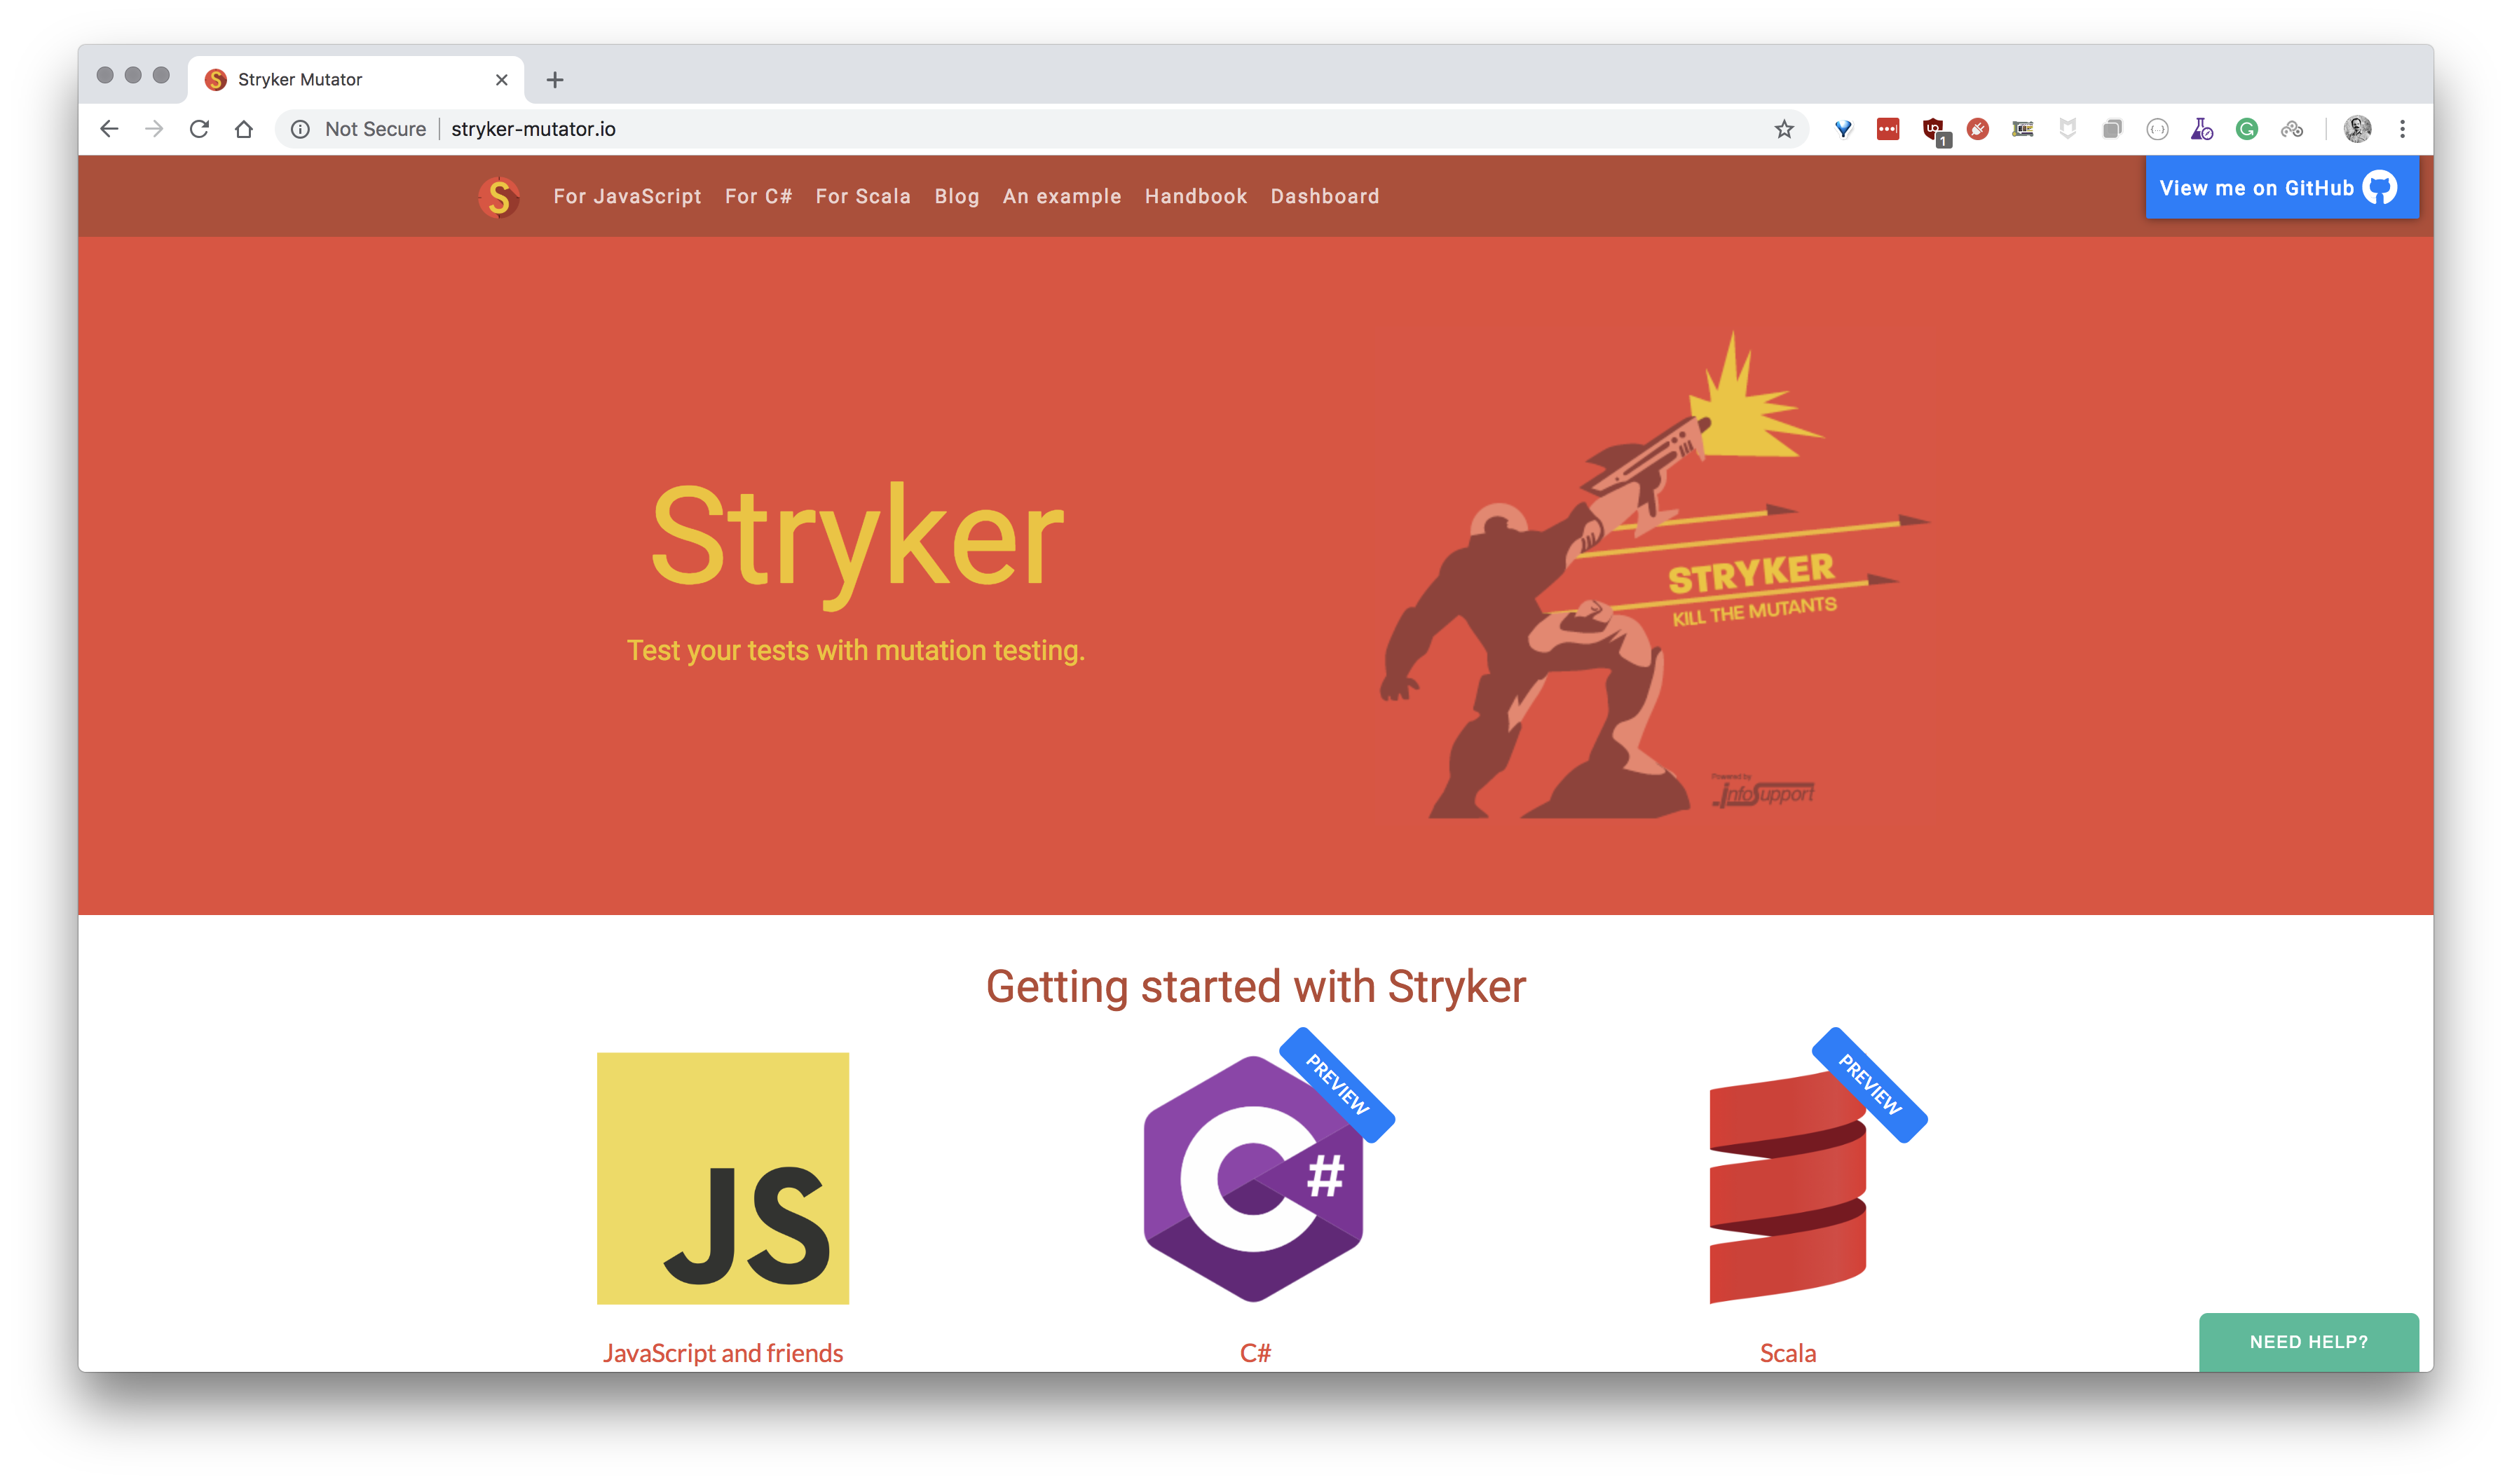 S Stryker Mutator
Not Secure stryker-mutator.io
1
S For JavaScript For C# For Scala Blog An example Handbook Dashboard
View me on GitHub
Stryker
Test your tests with mutation testing.
STRYKER
KILL THE MUTANTS
Powered by
InfoSupport
Getting started with Stryker
JS
C#
PREVIEW
PREVIEW
JavaScript and friends
C#
Scala
NEED HELP?